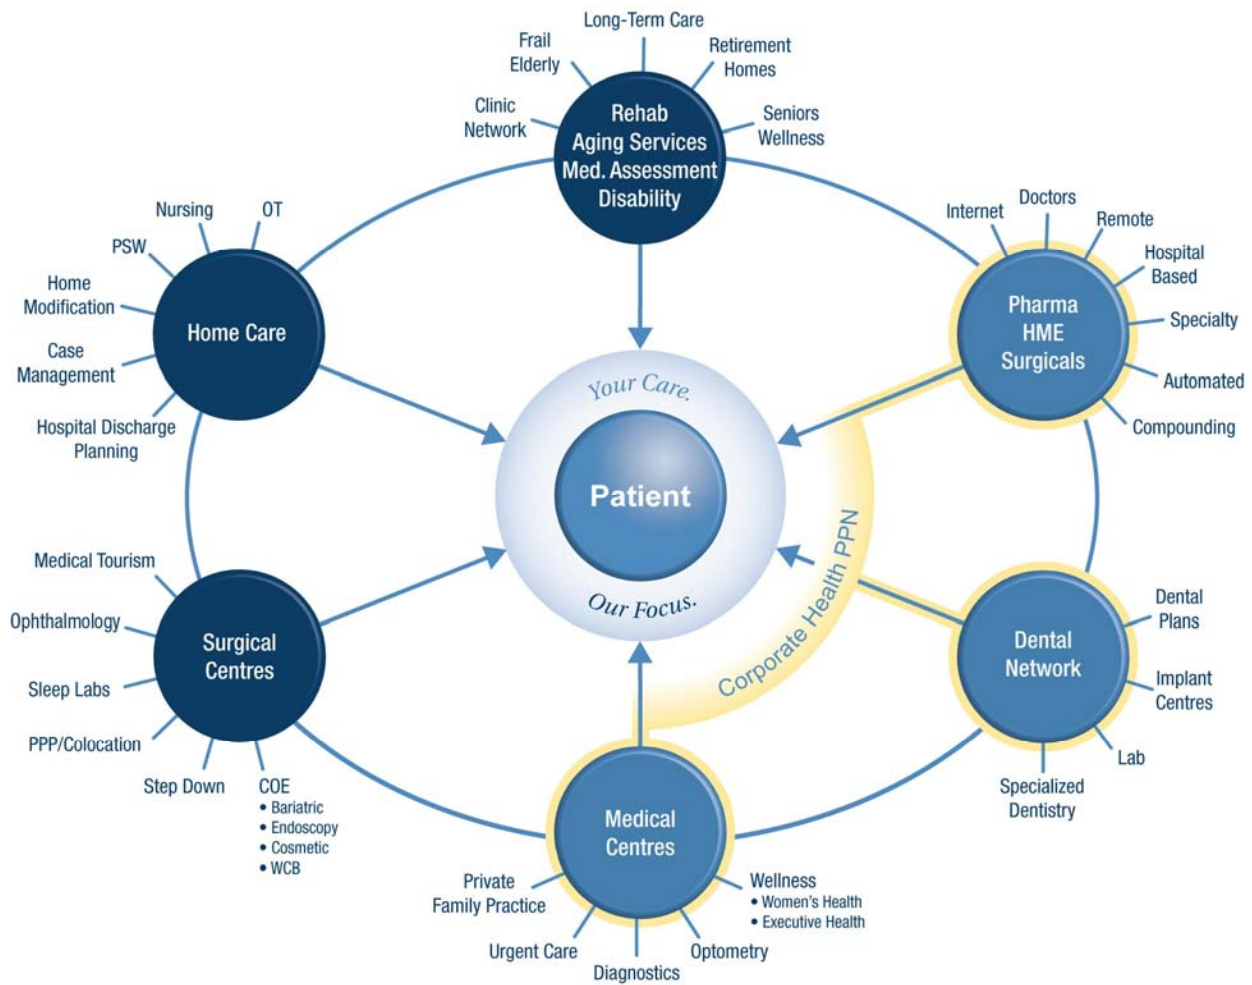 Long-Term Care
Frail
Elderly
Retirement
Homes
Clinic
Network
Seniors
Wellness
Rehab
Aging Services
Med. Assessment
Disability
Nursing
OT
PSW
Home
Modification
Case
Management
Hospital Discharge
Planning
Home Care
Internet
Doctors
Remote
Hospital
Based
Specialty
Automated
Compounding
Pharma
HME
Surgicals
Your Care.
Patient
Our Focus.
Corporate Health PPN
Medical Tourism
Ophthalmology
Sleep Labs
PPP/Colocation
Step Down
COE
• Bariatric
• Endoscopy
• Cosmetic
• WCB
Surgical
Centres
Dental
Network
Dental
Plans
Implant
Centres
Lab
Specialized
Dentistry
Medical
Centres
Private
Family Practice
Urgent Care
Diagnostics
Optometry
Wellness
• Women's Health
• Executive Health